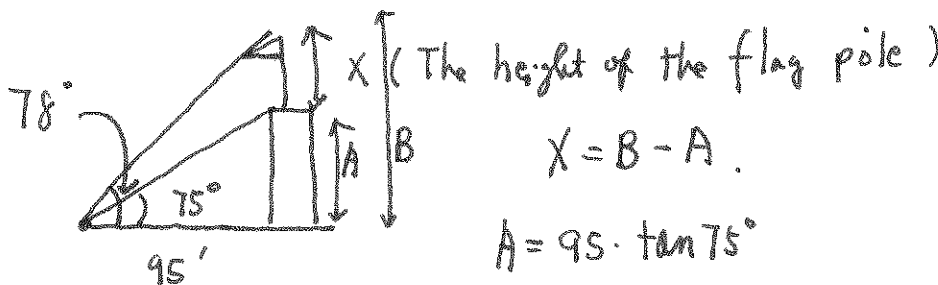 X ( The height of the flag pole )
78°
A
B
X = B - A .
75°
A = 95 · tan 75°
95'